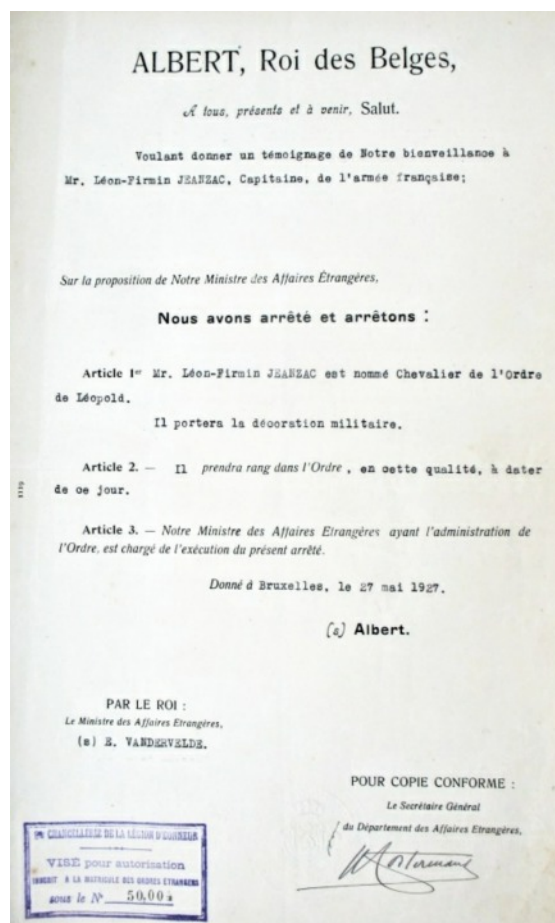 ALBERT, Roi des Belges,
A tous, présents et à venir, Salut.
Voulant donner un témoignage de Notre bienveillance à
Mr. Léon-Firmin JEANZAC, Capitaine, de l'armée française;
Sur la proposition de Notre Ministre des Affaires Étrangères,
Nous avons arrêté et arrêtons :
Article 1er Mr. Léon-Firmin JEANZAC est nommé Chevalier de l'Ordre
de Léopold.
Il portera la décoration militaire.
Article 2. — Il prendra rang dans l'Ordre, en cette qualité, à dater
de ce jour.
Article 3. — Notre Ministre des Affaires Etrangères ayant l'administration de
l'Ordre, est chargé de l'exécution du présent arrêté.
Donné à Bruxelles, le 27 mai 1927.
(s) Albert.
PAR LE ROI :
Le Ministre des Affaires Etrangères,
(s) E. VANDERVELDE.
POUR COPIE CONFORME :
Le Secrétaire Général
du Département des Affaires Etrangères,
CHANCELLERIE DE LA LÉGION D'HONNEUR
VISÉ pour autorisation
INSCRIT A LA MATRICULE DES ORDRES ETRANGERS
sous le N°